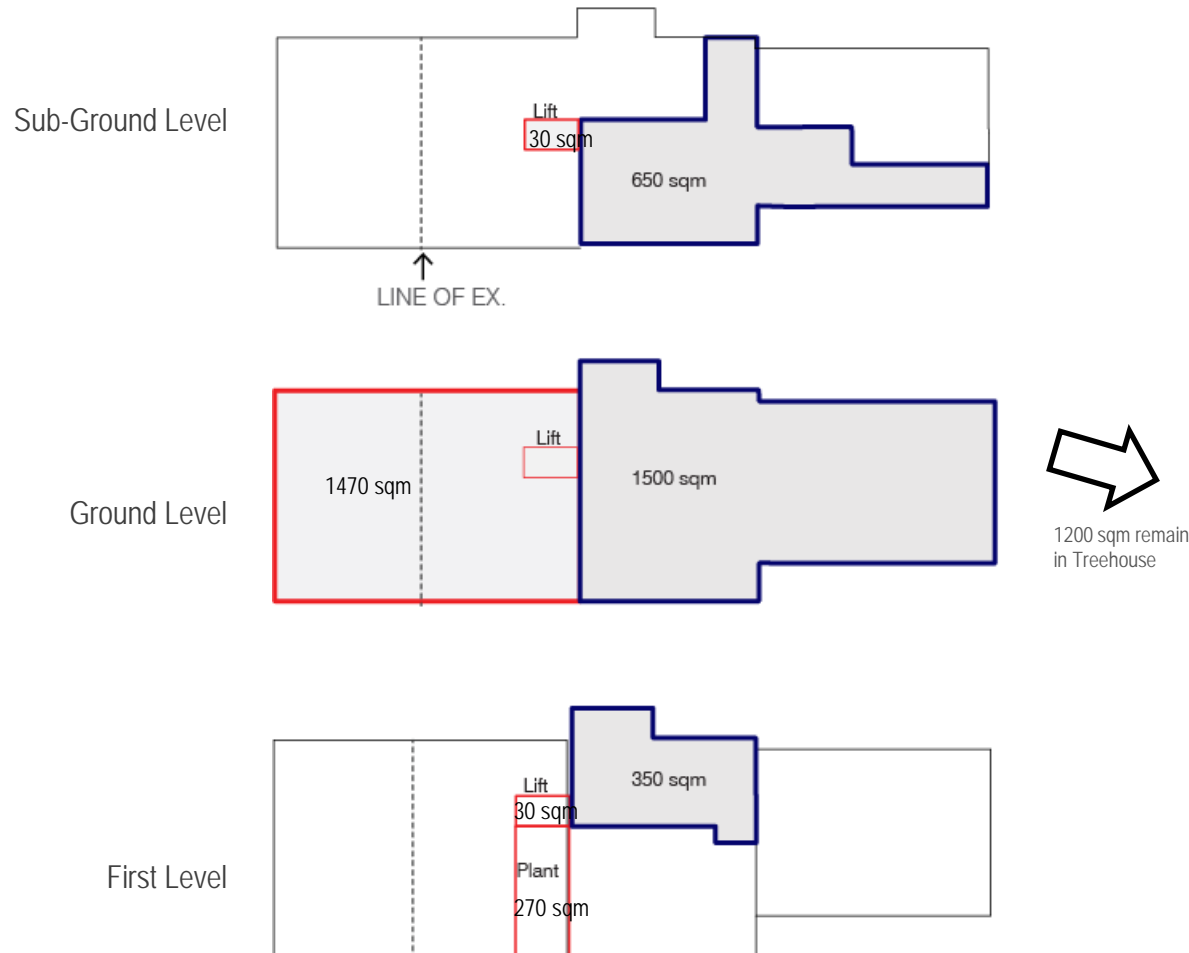 Sub-Ground Level
Lift
30 sqm
650 sqm
LINE OF EX.
Ground Level
Lift
1470 sqm
1500 sqm
1200 sqm remain
in Treehouse
First Level
Lift
30 sqm
350 sqm
Plant
270 sqm